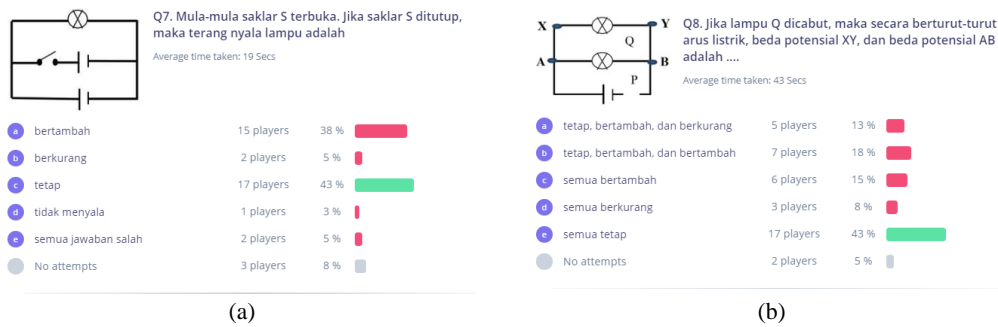 Q7. Mula-mula saklar S terbuka. Jika saklar S ditutup,
maka terang nyala lampu adalah
Average time taken: 19 Secs
a bertambah 15 players 38 %
b berkurang 2 players 5 %
c tetap 17 players 43 %
d tidak menyala 1 players 3 %
e semua jawaban salah 2 players 5 %
No attempts 3 players 8 %
(a)
X Y
Q
A B
P
Q8. Jika lampu Q dicabut, maka secara berturut-turut
arus listrik, beda potensial XY, dan beda potensial AB
adalah ....
Average time taken: 43 Secs
a tetap, bertambah, dan berkurang 5 players 13 %
b tetap, bertambah, dan bertambah 7 players 18 %
c semua bertambah 6 players 15 %
d semua berkurang 3 players 8 %
e semua tetap 17 players 43 %
No attempts 2 players 5 %
(b)